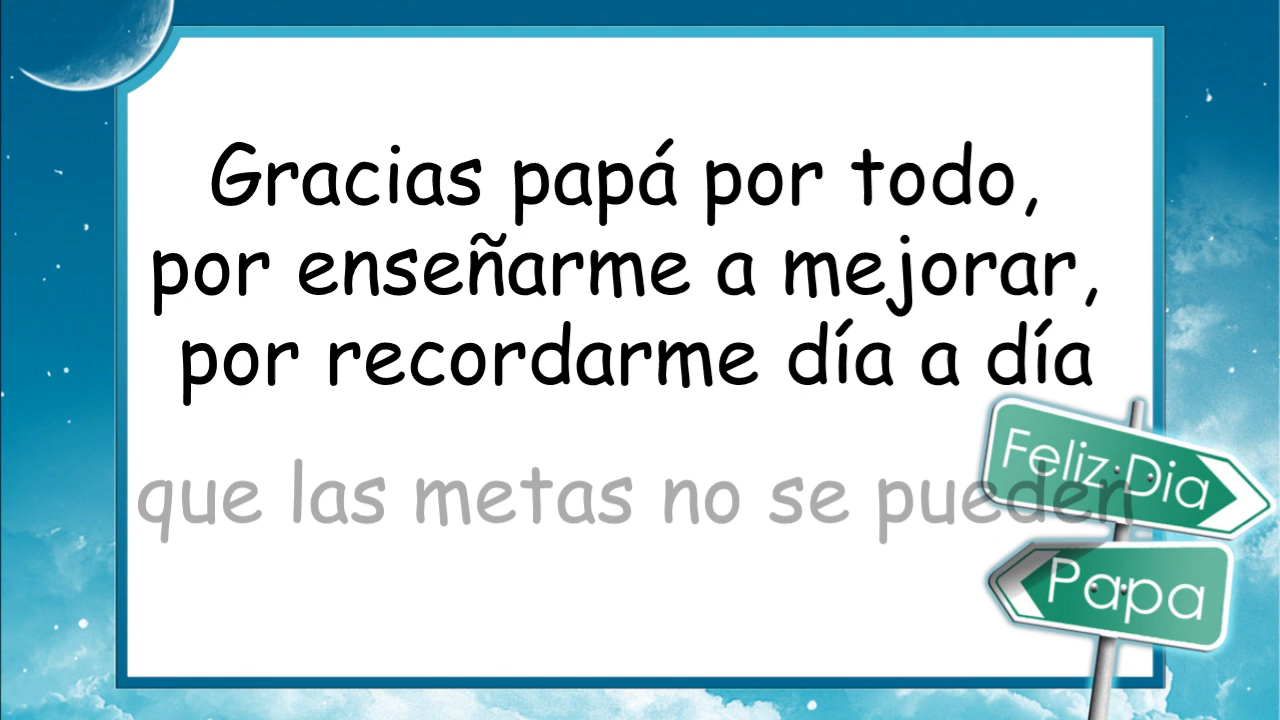 Gracias papá por todo,
por enseñarme a mejorar,
por recordarme día a día
que las metas no se pueden
Feliz Dia
Papa